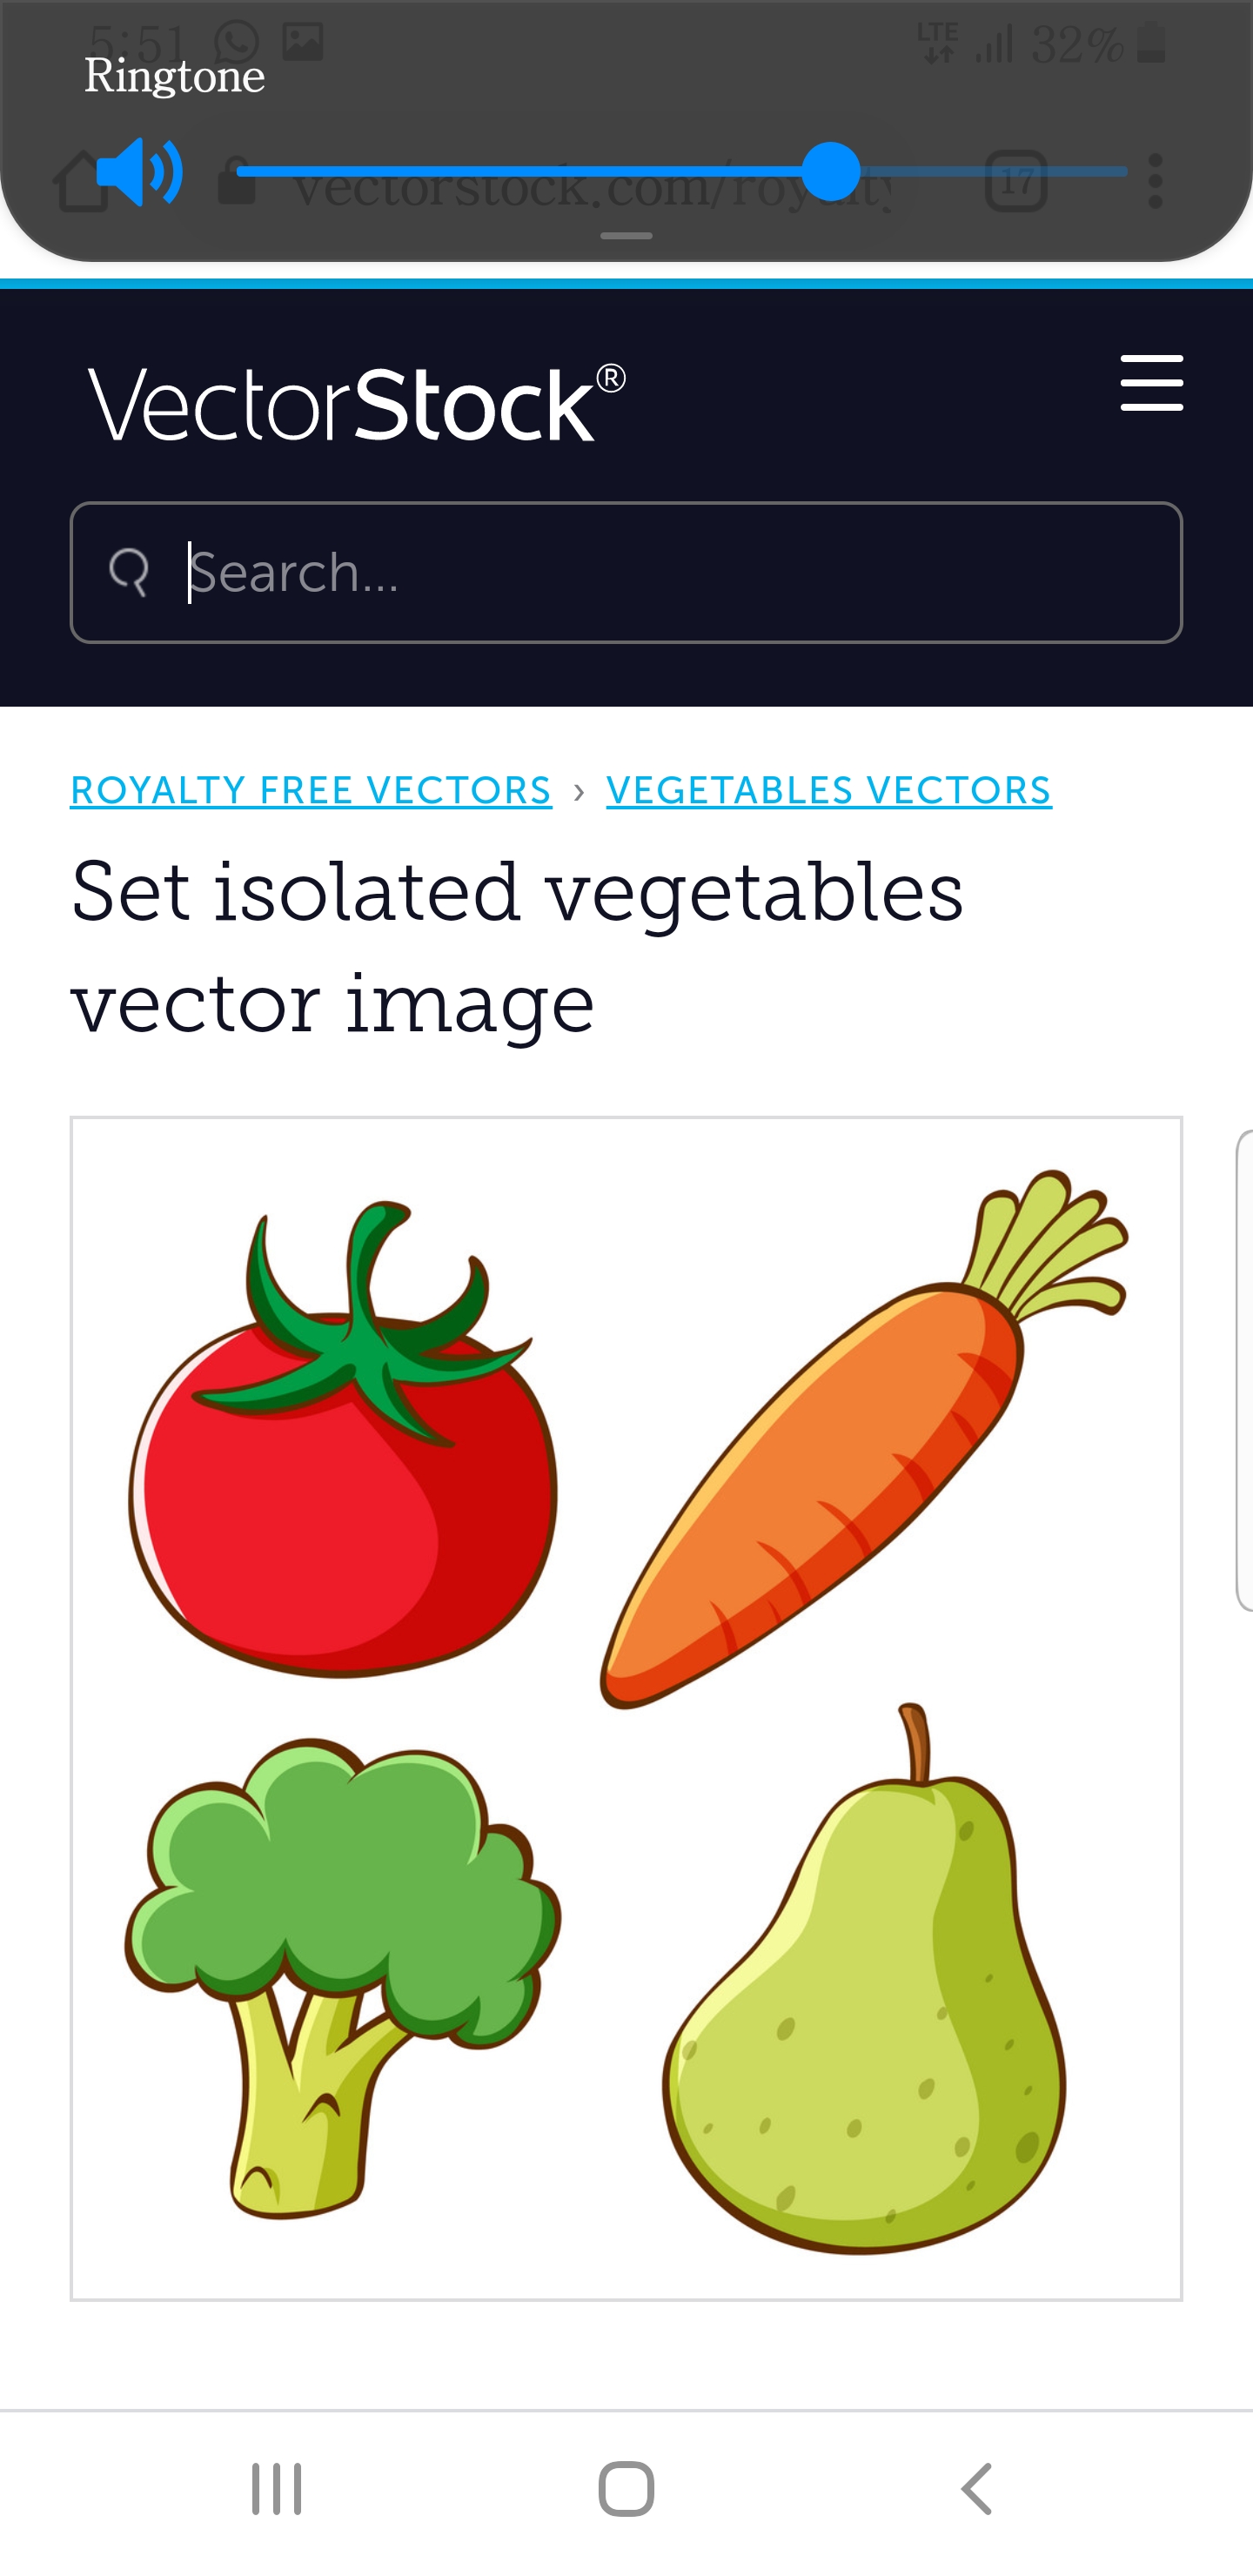 5:51 LTE 32%
Ringtone
vectorstock.com/royalty 17
VectorStock®
Search...
ROYALTY FREE VECTORS › VEGETABLES VECTORS
Set isolated vegetables
vector image